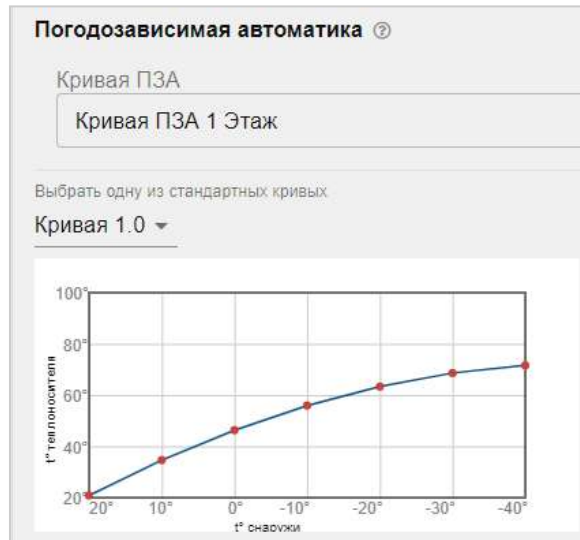 Погодозависимая автоматика ?
Кривая ПЗА
Кривая ПЗА 1 Этаж
Выбрать одну из стандартных кривых
Кривая 1.0
100°
80°
60°
40°
20°
t° теплоносителя
20° 10° 0° -10° -20° -30° -40°
t° снаружи